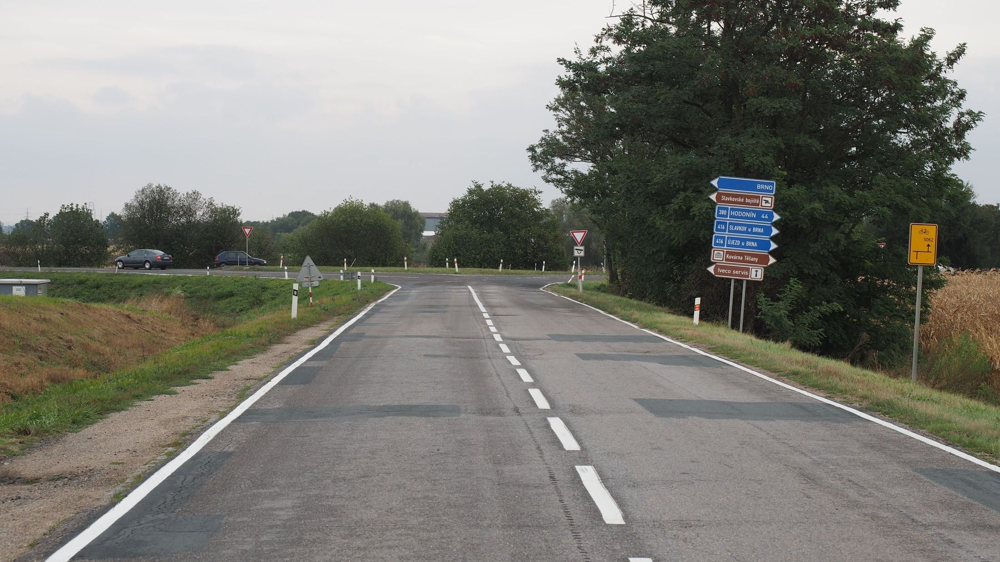 BRNO
Slavkovské bojiště
380 HODONÍN 44
416 SLAVKOV u BRNA
416 ÚJEZD u BRNA
Kovárna Těšany
Iveco servis
5062